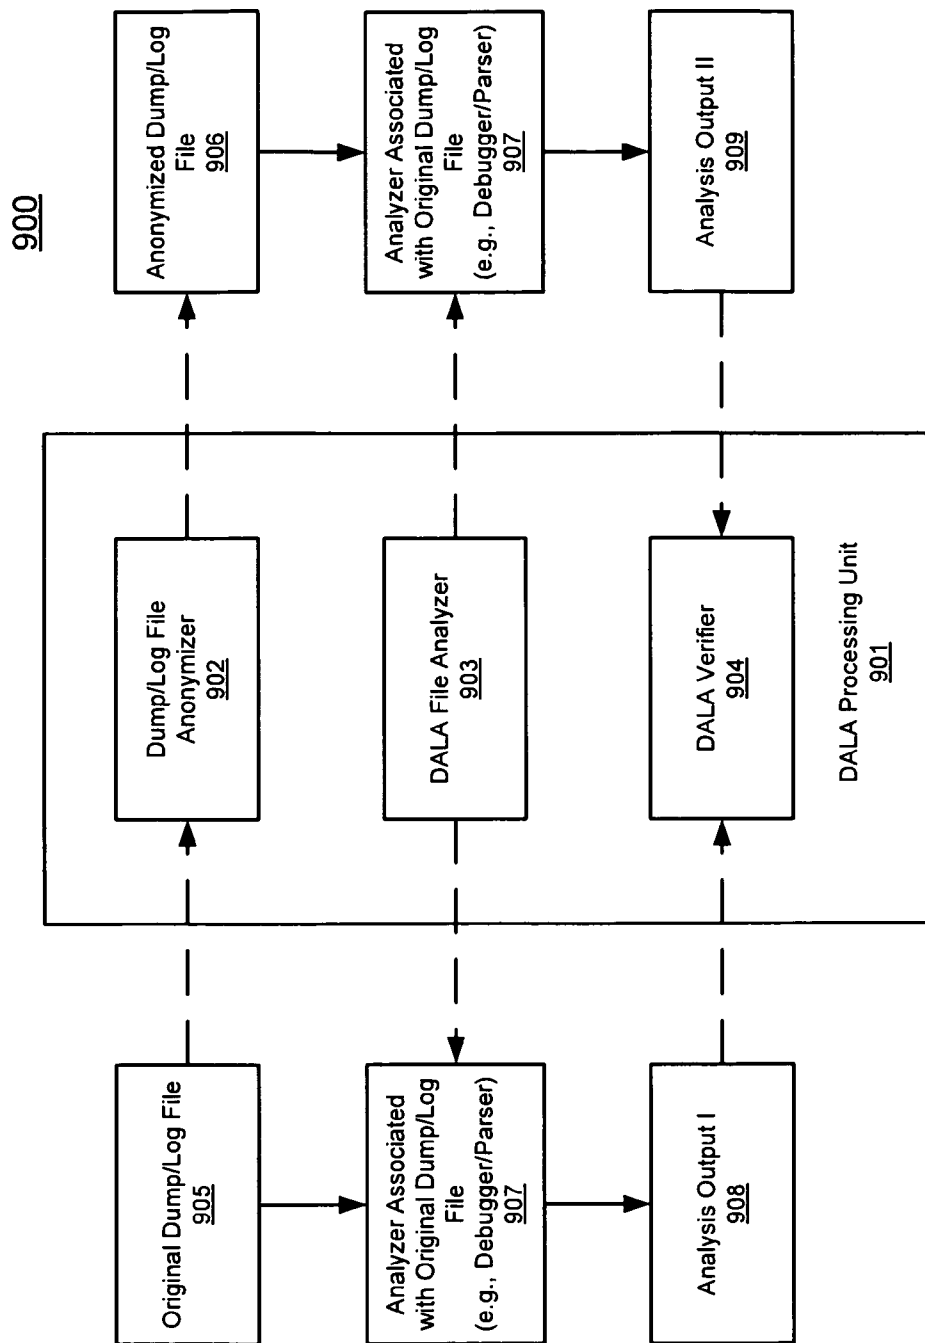 900
Original Dump/Log File
905
Dump/Log File
Anonymizer
902
Anonymized Dump/Log
File
906
Analyzer Associated
with Original Dump/Log
File
(e.g., Debugger/Parser)
907
DALA File Analyzer
903
Analyzer Associated
with Original Dump/Log
File
(e.g., Debugger/Parser)
907
Analysis Output I
908
DALA Verifier
904
Analysis Output II
909
DALA Processing Unit
901